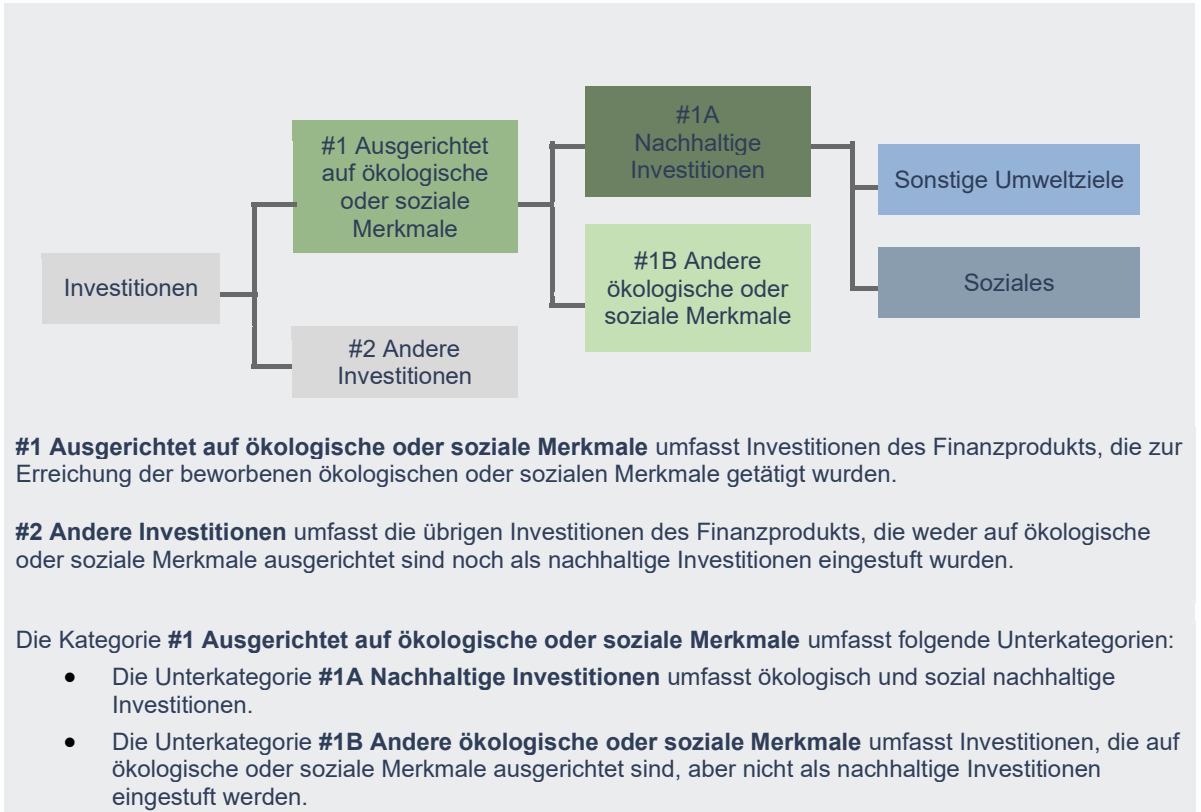 #1A
Nachhaltige
Investitionen
#1 Ausgerichtet
auf ökologische
oder soziale
Merkmale
Sonstige Umweltziele
#1B Andere
ökologische oder
soziale Merkmale
Soziales
Investitionen
#2 Andere
Investitionen
#1 Ausgerichtet auf ökologische oder soziale Merkmale umfasst Investitionen des Finanzprodukts, die zur
Erreichung der beworbenen ökologischen oder sozialen Merkmale getätigt wurden.
#2 Andere Investitionen umfasst die übrigen Investitionen des Finanzprodukts, die weder auf ökologische
oder soziale Merkmale ausgerichtet sind noch als nachhaltige Investitionen eingestuft wurden.
Die Kategorie #1 Ausgerichtet auf ökologische oder soziale Merkmale umfasst folgende Unterkategorien:
• Die Unterkategorie #1A Nachhaltige Investitionen umfasst ökologisch und sozial nachhaltige
Investitionen.
• Die Unterkategorie #1B Andere ökologische oder soziale Merkmale umfasst Investitionen, die auf
ökologische oder soziale Merkmale ausgerichtet sind, aber nicht als nachhaltige Investitionen
eingestuft werden.